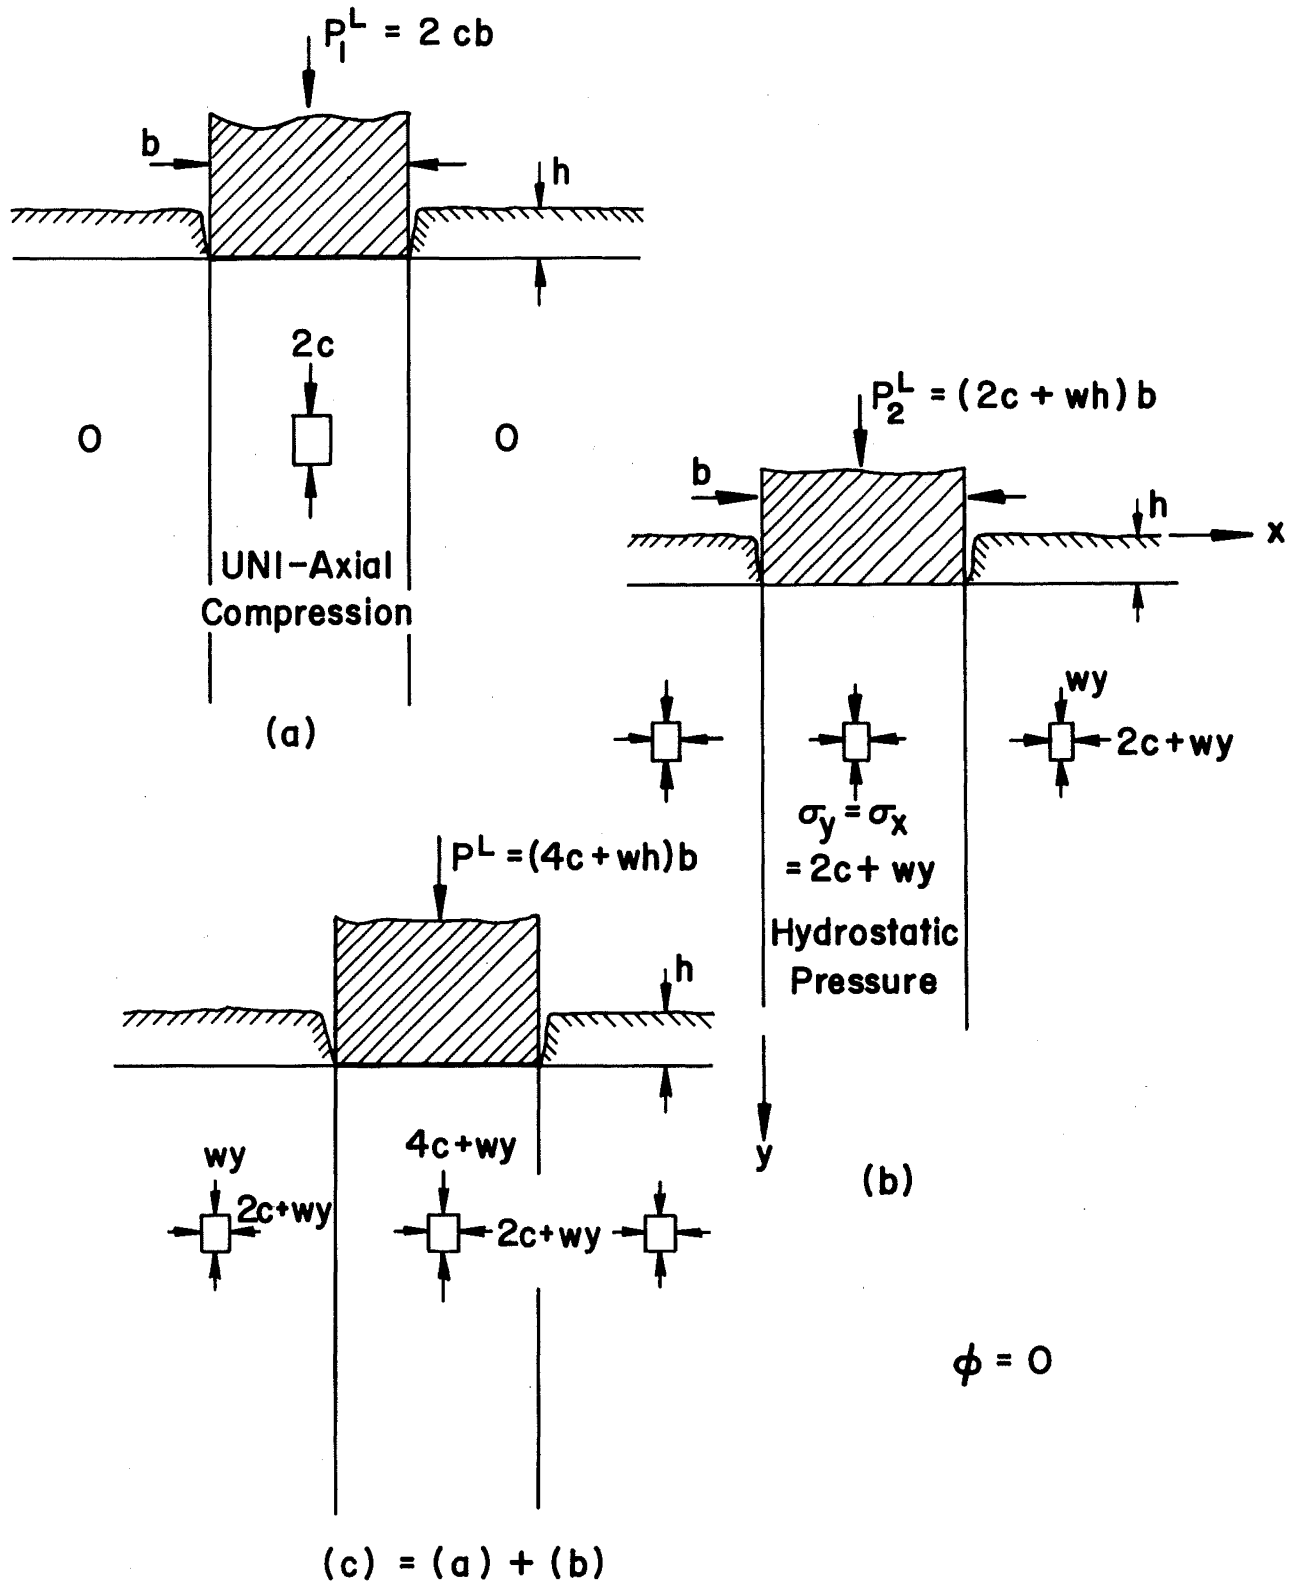 P₁ᴸ = 2 cb
b
h
2c
O
O
UNI-Axial
Compression
(a)
P₂ᴸ = (2c + wh) b
b
h
x
wy
2c + wy
σy = σx
= 2c + wy
Hydrostatic
Pressure
y
(b)
Pᴸ = (4c + wh) b
h
wy
2c+wy
4c+wy
2c+wy
φ = 0
(c) = (a) + (b)